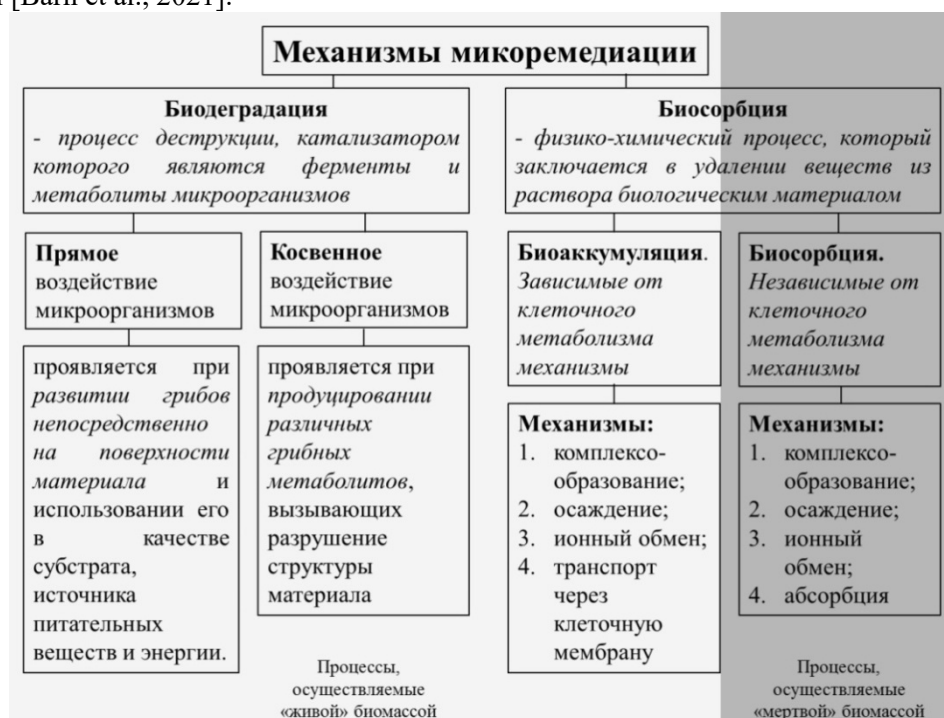 [Barh et al., 2021].
Механизмы микоремедиации
Биодеградация
- процесс деструкции, катализатором
которого являются ферменты и
метаболиты микроорганизмов
Биосорбция
- физико-химический процесс, который
заключается в удалении веществ из
раствора биологическим материалом
Прямое
воздействие
микроорганизмов
Косвенное
воздействие
микроорганизмов
Биоаккумуляция.
Зависимые от
клеточного
метаболизма
механизмы
Биосорбция.
Независимые от
клеточного
метаболизма
механизмы
проявляется при
развитии грибов
непосредственно
на поверхности
материала и
использовании его
в качестве
субстрата,
источника
питательных
веществ и энергии.
проявляется при
продуцировании
различных
грибных
метаболитов,
вызывающих
разрушение
структуры
материала
Механизмы:
1. комплексо-
образование;
2. осаждение;
3. ионный обмен;
4. транспорт
через
клеточную
мембрану
Механизмы:
1. комплексо-
образование;
2. осаждение;
3. ионный
обмен;
4. абсорбция
Процессы,
осуществляемые
«живой» биомассой
Процессы,
осуществляемые
«мертвой» биомассой